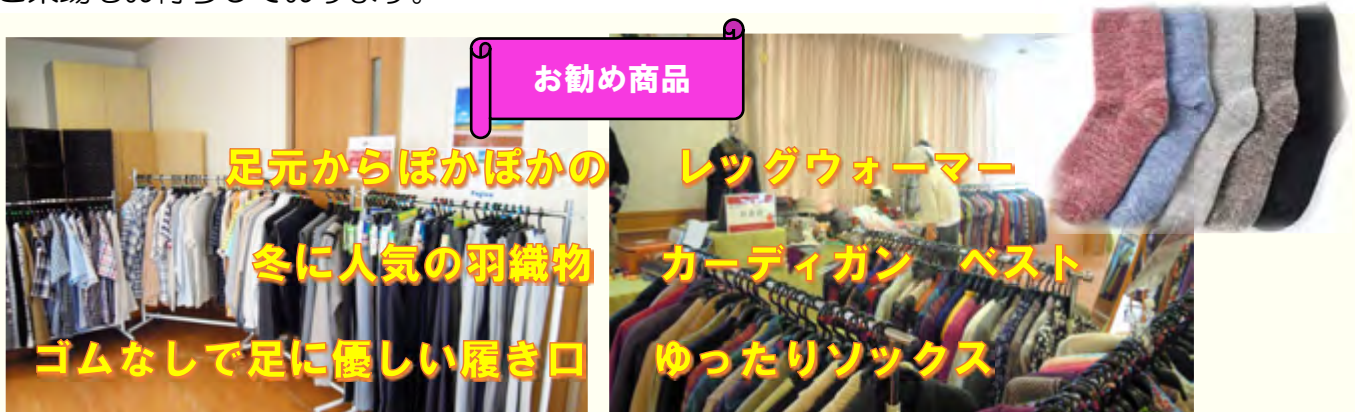 お勧め商品
足元からぽかぽかの レッグウォーマー
冬に人気の羽織物 カーディガン ベスト
ゴムなしで足に優しい履き口 ゆったりソックス